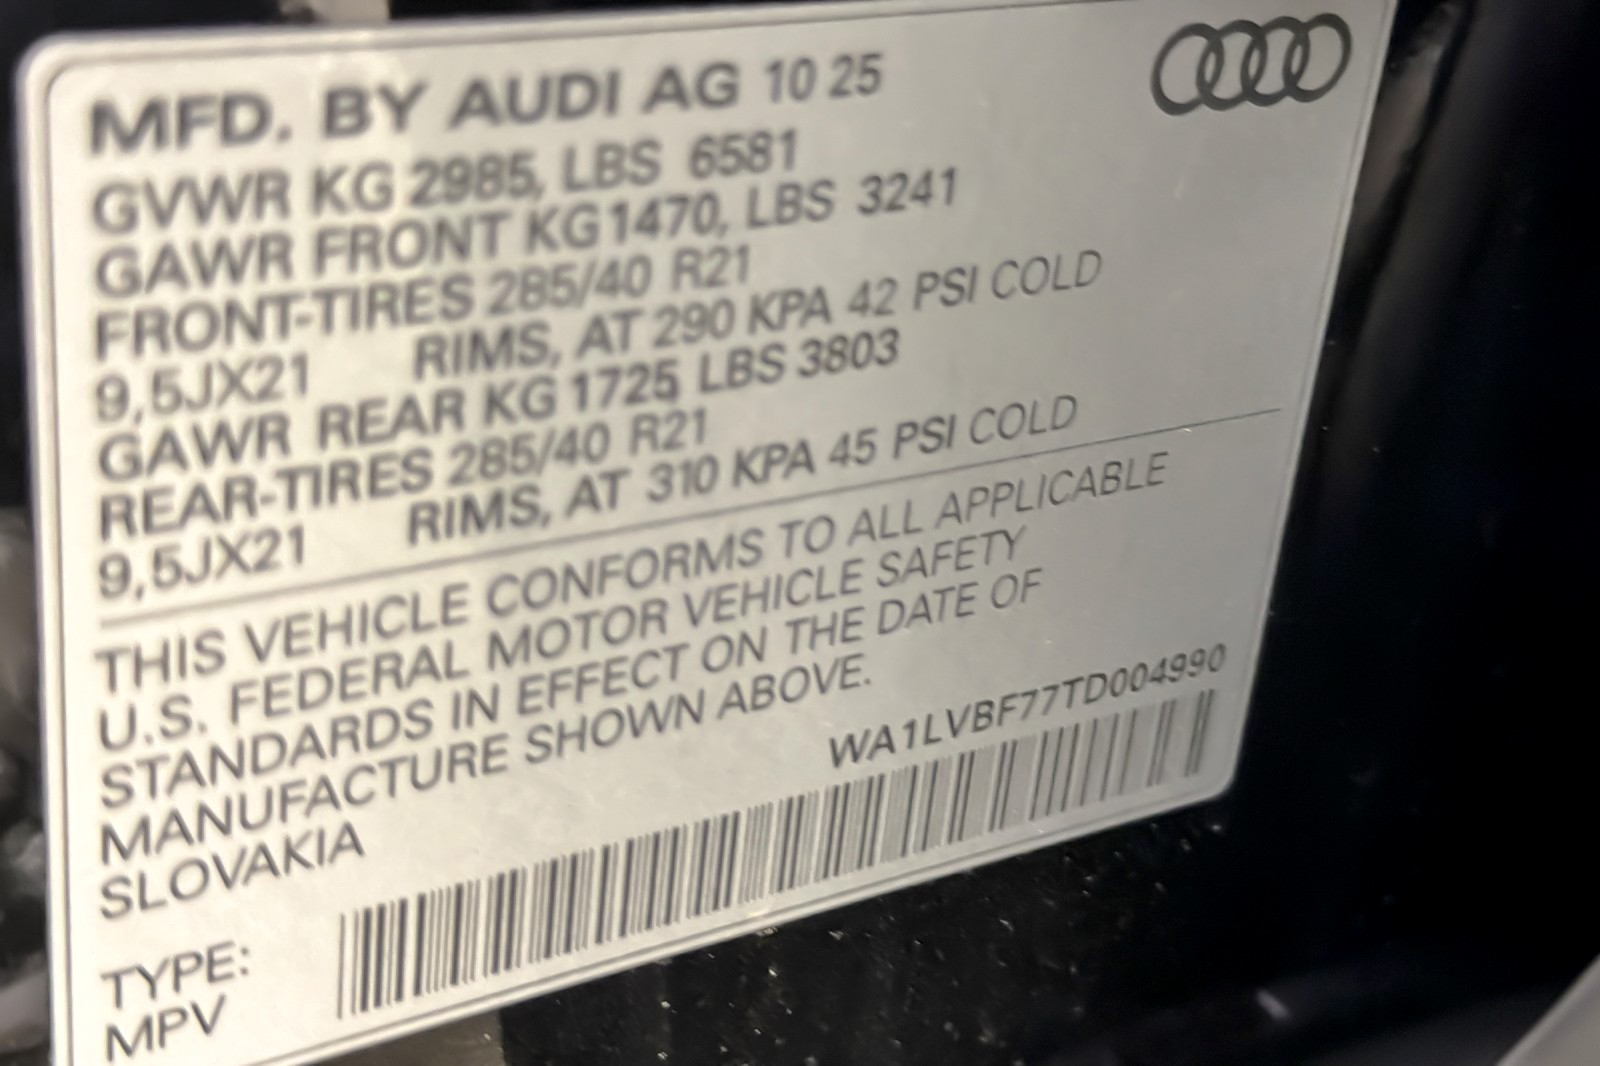 MFD. BY AUDI AG 10 25
GVWR KG 2985, LBS 6581
GAWR FRONT KG 1470, LBS 3241
FRONT-TIRES 285/40 R21
9,5JX21 RIMS, AT 290 KPA 42 PSI COLD
GAWR REAR KG 1725 LBS 3803
REAR-TIRES 285/40 R21
9,5JX21 RIMS, AT 310 KPA 45 PSI COLD
THIS VEHICLE CONFORMS TO ALL APPLICABLE
U.S. FEDERAL MOTOR VEHICLE SAFETY
STANDARDS IN EFFECT ON THE DATE OF
MANUFACTURE SHOWN ABOVE.
SLOVAKIA
WA1LVBF77TD004990
TYPE:
MPV